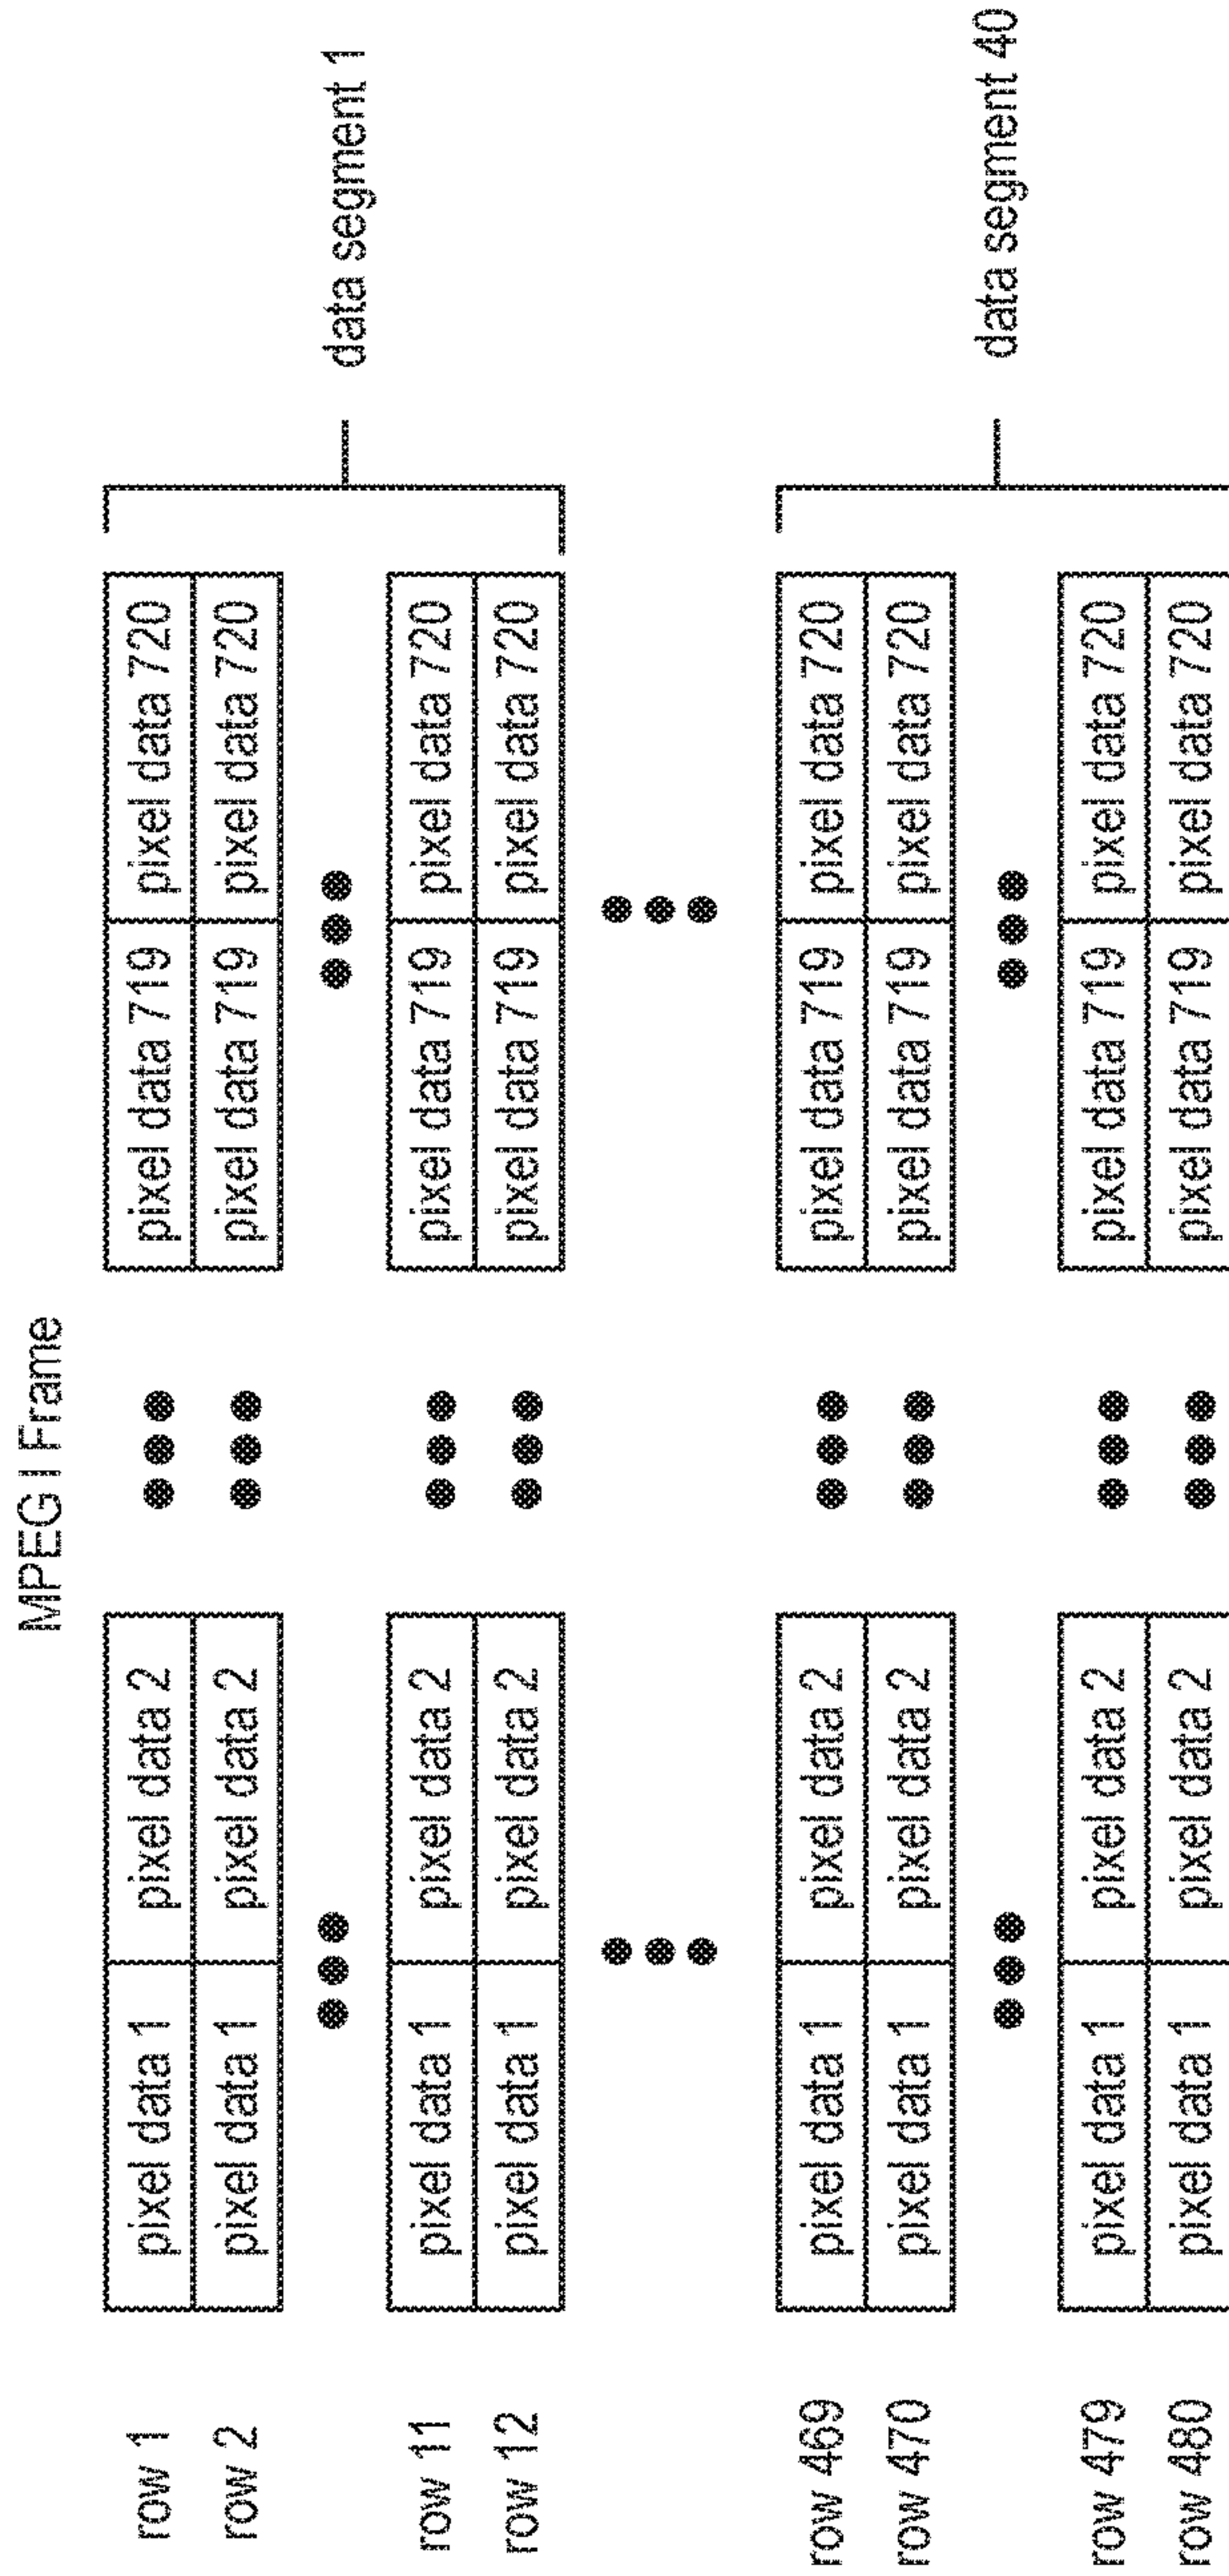 MPEG I Frame
row 1 pixel data 1 pixel data 2 pixel data 719 pixel data 720
row 2 pixel data 1 pixel data 2 pixel data 719 pixel data 720
data segment 1
row 11 pixel data 1 pixel data 2 pixel data 719 pixel data 720
row 12 pixel data 1 pixel data 2 pixel data 719 pixel data 720
row 469 pixel data 1 pixel data 2 pixel data 719 pixel data 720
row 470 pixel data 1 pixel data 2 pixel data 719 pixel data 720
data segment 40
row 479 pixel data 1 pixel data 2 pixel data 719 pixel data 720
row 480 pixel data 1 pixel data 2 pixel data 719 pixel data 720